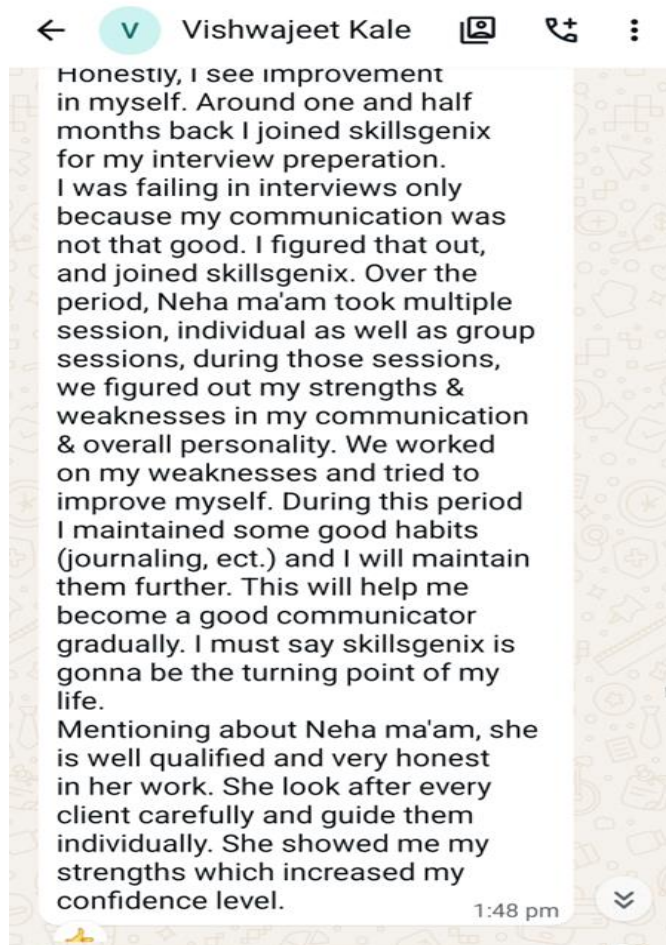 Vishwajeet Kale
V
Honestly, I see improvement
in myself. Around one and half
months back I joined skillsgenix
for my interview preperation.
I was failing in interviews only
because my communication was
not that good. I figured that out,
and joined skillsgenix. Over the
period, Neha ma'am took multiple
session, individual as well as group
sessions, during those sessions,
we figured out my strengths &
weaknesses in my communication
& overall personality. We worked
on my weaknesses and tried to
improve myself. During this period
I maintained some good habits
(journaling, ect.) and I will maintain
them further. This will help me
become a good communicator
gradually. I must say skillsgenix is
gonna be the turning point of my
life.
Mentioning about Neha ma'am, she
is well qualified and very honest
in her work. She look after every
client carefully and guide them
individually. She showed me my
strengths which increased my
confidence level.
1:48 pm